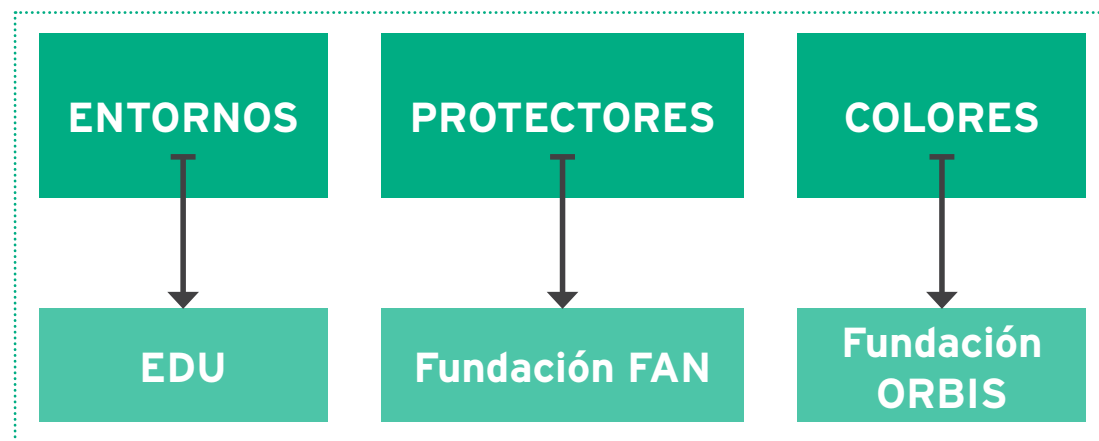 ENTORNOS
PROTECTORES
COLORES
EDU
Fundación FAN
Fundación
ORBIS